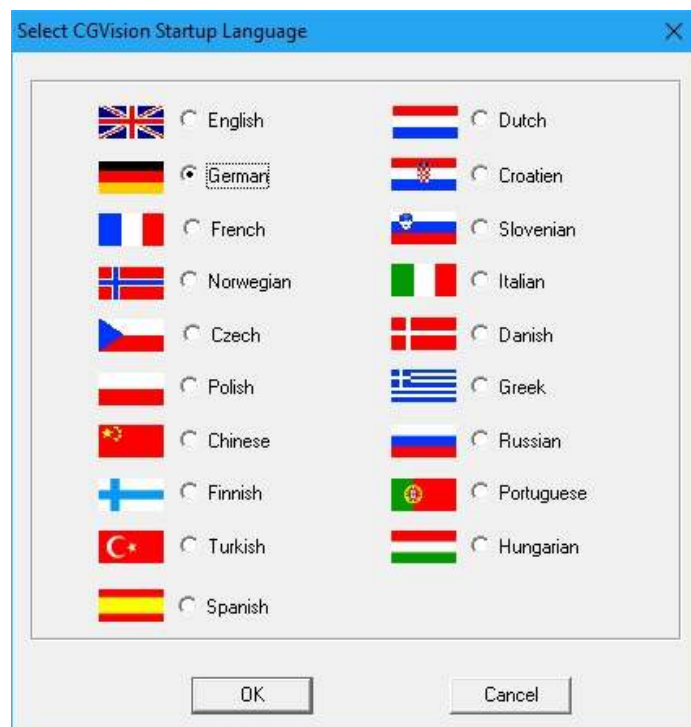 Select CGVision Startup Language
English
Dutch
German
Croatien
French
Slovenian
Norwegian
Italian
Czech
Danish
Polish
Greek
Chinese
Russian
Finnish
Portuguese
Turkish
Hungarian
Spanish
OK
Cancel